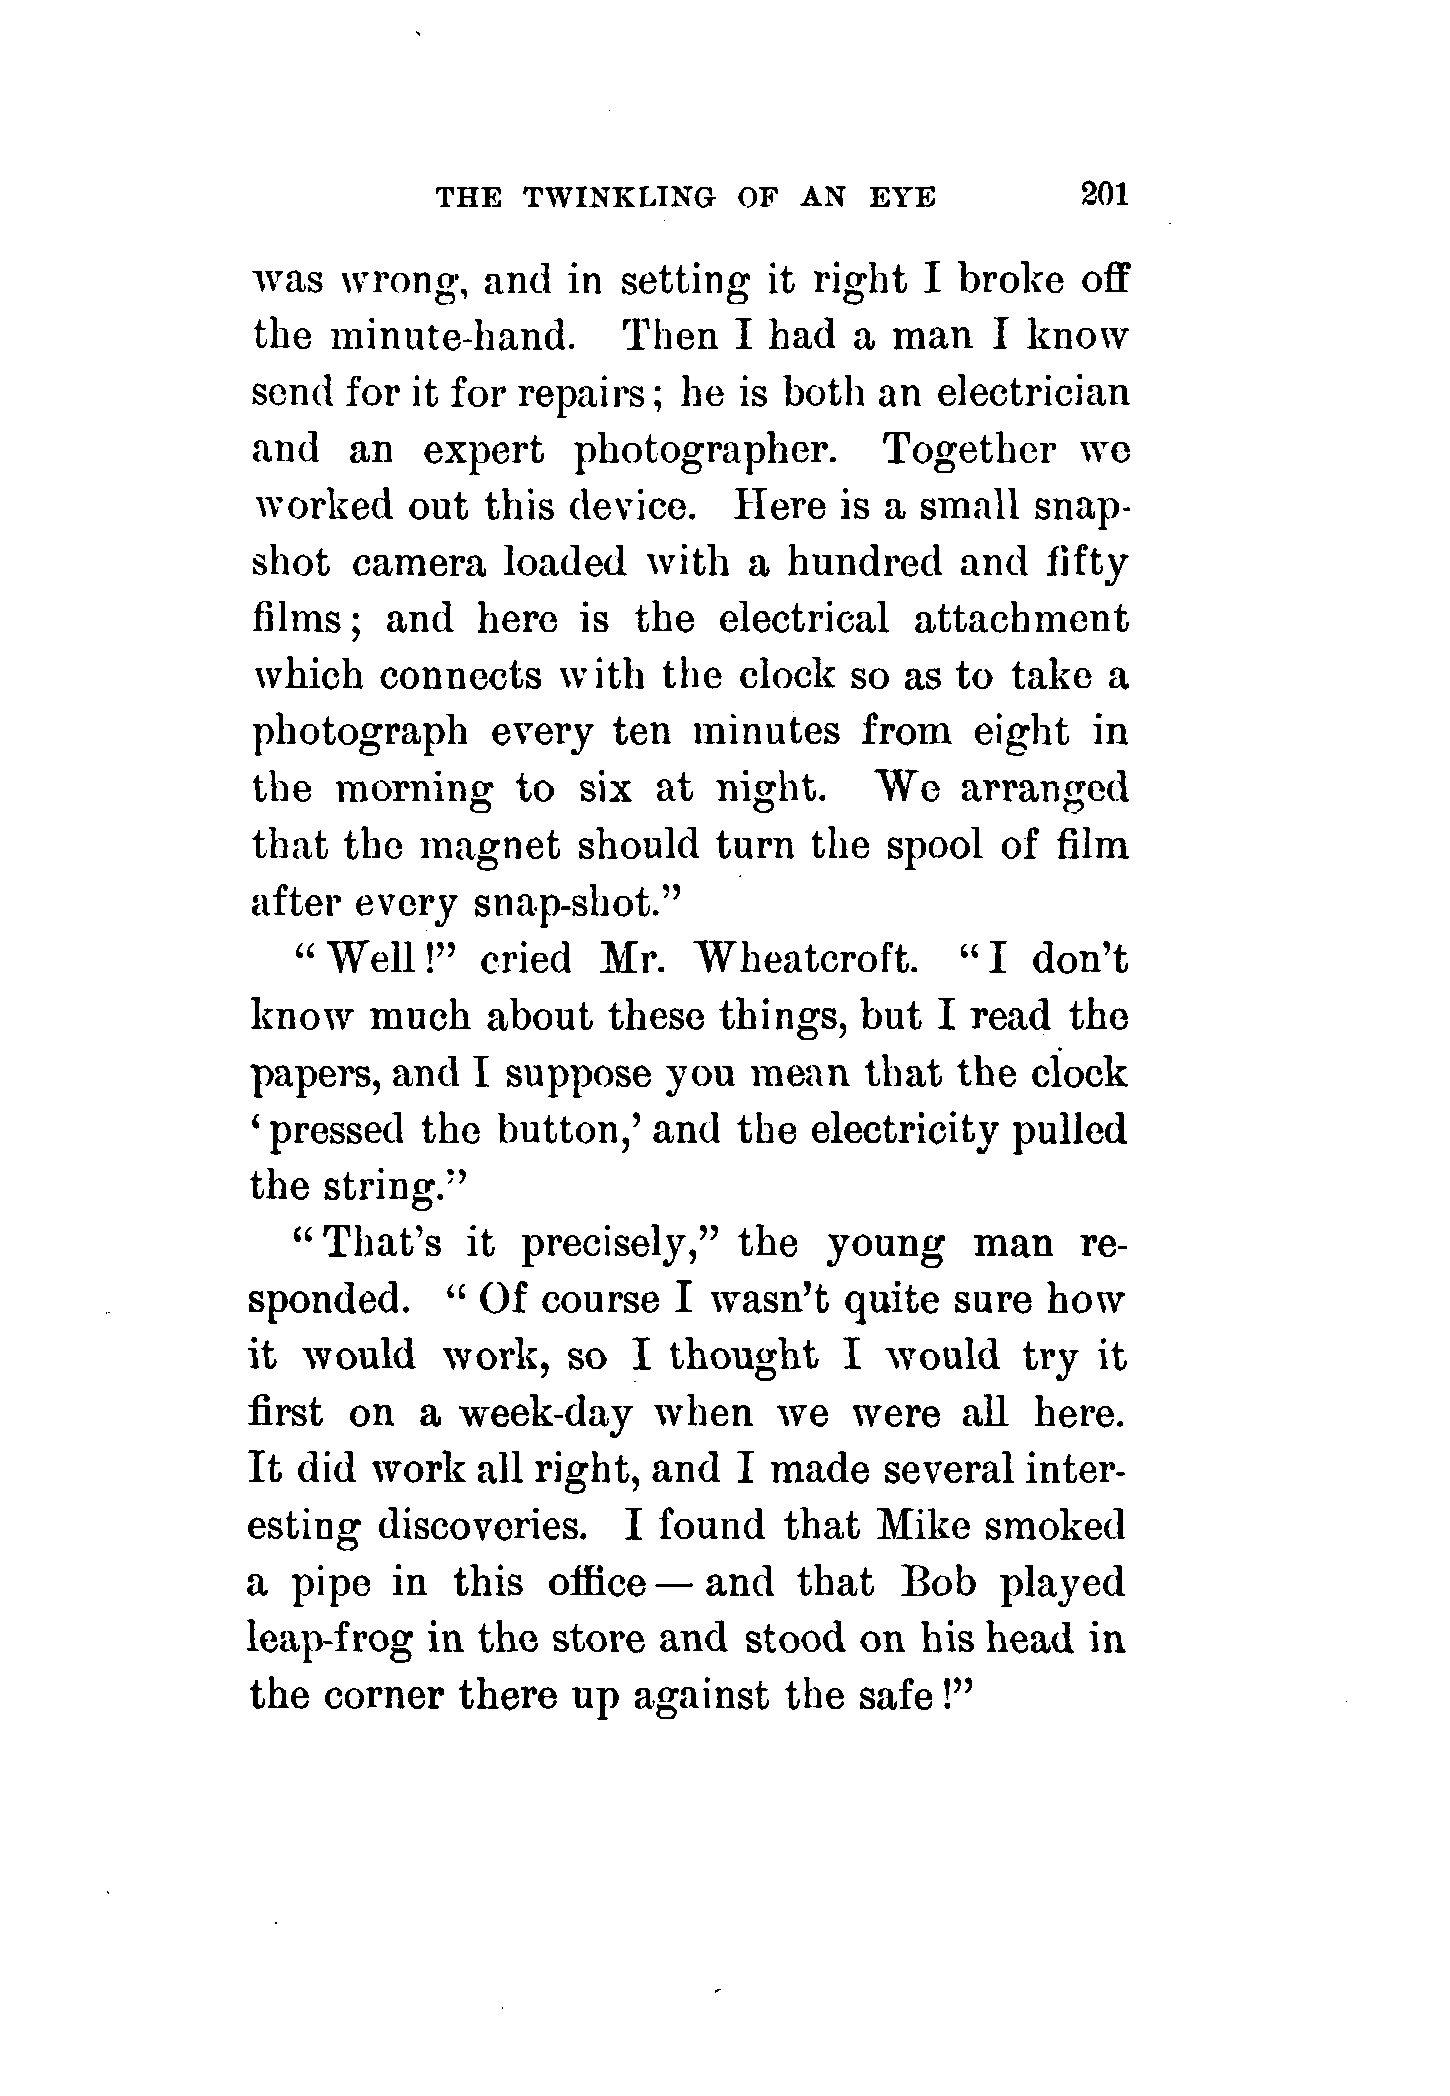 THE TWINKLING OF AN EYE 201
was wrong, and in setting it right I broke off
the minute-hand. Then I had a man I know
send for it for repairs; he is both an electrician
and an expert photographer. Together we
worked out this device. Here is a small snap-
shot camera loaded with a hundred and fifty
films; and here is the electrical attachment
which connects with the clock so as to take a
photograph every ten minutes from eight in
the morning to six at night. We arranged
that the magnet should turn the spool of film
after every snap-shot."
"Well!" cried Mr. Wheatcroft. "I don't
know much about these things, but I read the
papers, and I suppose you mean that the clock
'pressed the button,' and the electricity pulled
the string."
"That's it precisely," the young man re-
sponded. "Of course I wasn't quite sure how
it would work, so I thought I would try it
first on a week-day when we were all here.
It did work all right, and I made several inter-
esting discoveries. I found that Mike smoked
a pipe in this office — and that Bob played
leap-frog in the store and stood on his head in
the corner there up against the safe!"